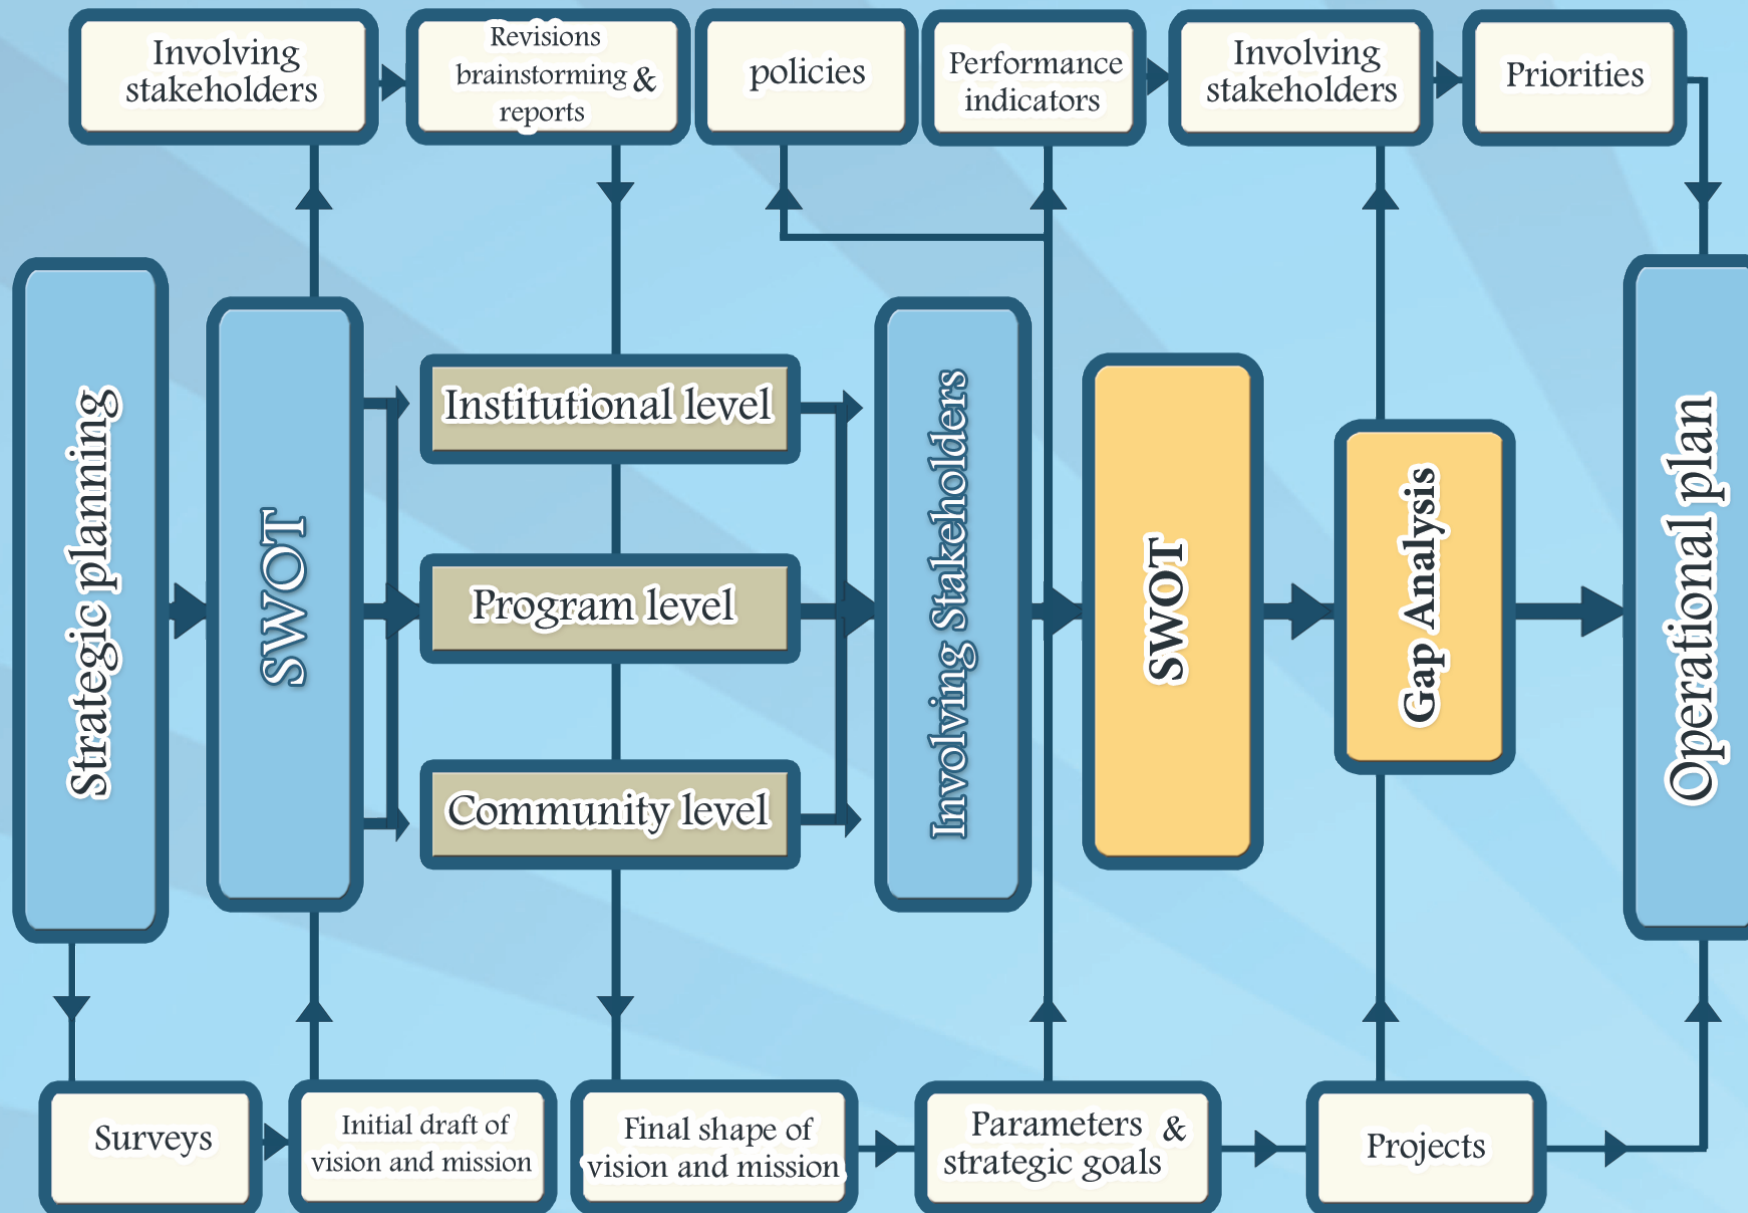 Involving
stakeholders
Revisions
brainstorming &
reports
policies
Performance
indicators
Involving
stakeholders
Priorities
Strategic planning
SWOT
Institutional level
Program level
Community level
Involving Stakeholders
SWOT
Gap Analysis
Operational plan
Surveys
Initial draft of
vision and mission
Final shape of
vision and mission
Parameters &
strategic goals
Projects